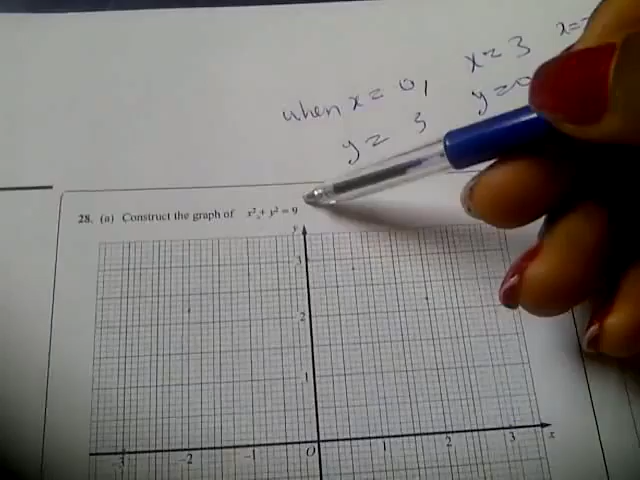 when x = 0, x = 3 x =
y = 3 y = 0
28. (a) Construct the graph of x² + y² = 9
y
3
2
1
-3 -2 -1 O 1 2 3 x